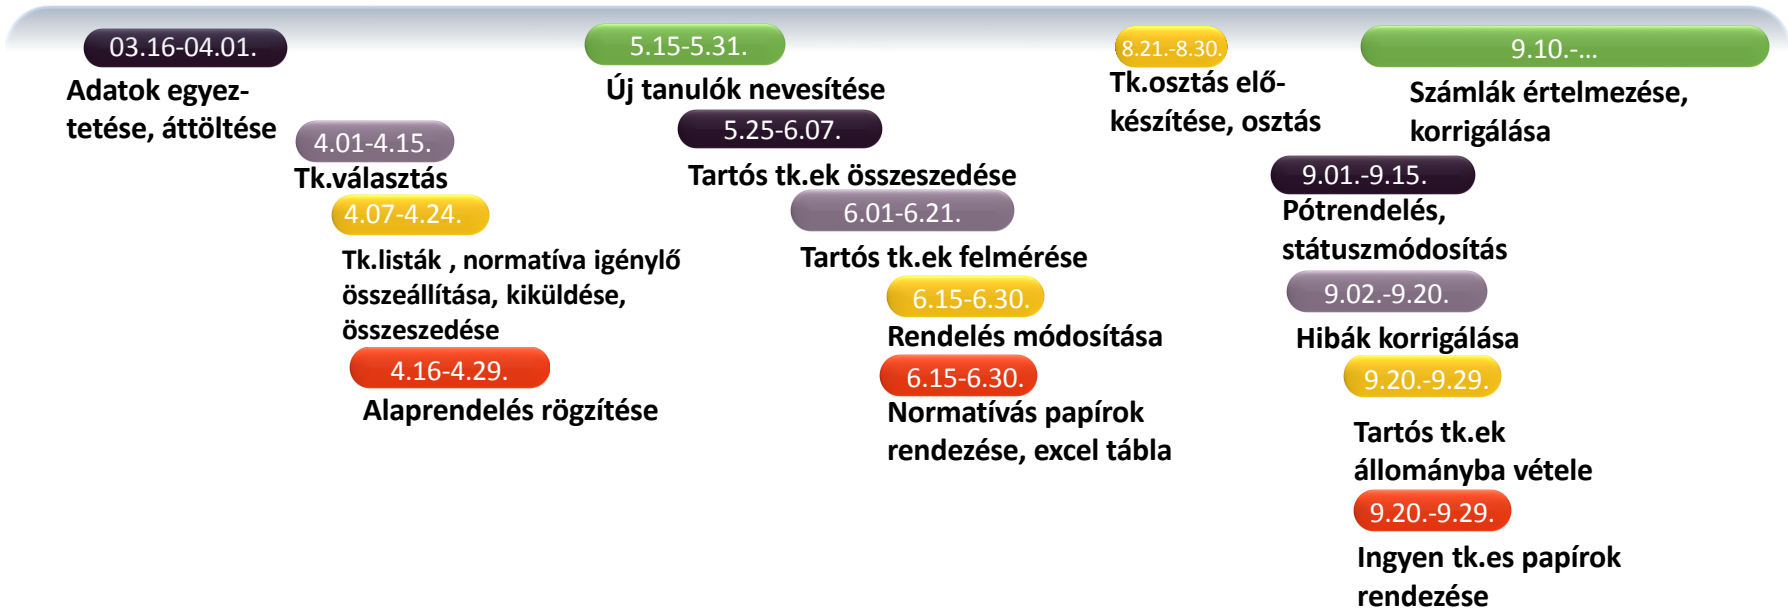 03.16-04.01.
Adatok egyez-
tetése, áttöltése
4.01-4.15.
Tk.választás
4.07-4.24.
Tk.listák , normatíva igénylő
összeállítása, kiküldése,
összeszedése
4.16-4.29.
Alaprendelés rögzítése
5.15-5.31.
Új tanulók nevesítése
5.25-6.07.
Tartós tk.ek összeszedése
6.01-6.21.
Tartós tk.ek felmérése
6.15-6.30.
Rendelés módosítása
6.15-6.30.
Normatívás papírok
rendezése, excel tábla
8.21.-8.30.
Tk.osztás elő-
készítése, osztás
9.10.-...
Számlák értelmezése,
korrigálása
9.01.-9.15.
Pótrendelés,
státuszmódosítás
9.02.-9.20.
Hibák korrigálása
9.20.-9.29.
Tartós tk.ek
állományba vétele
9.20.-9.29.
Ingyen tk.es papírok
rendezése